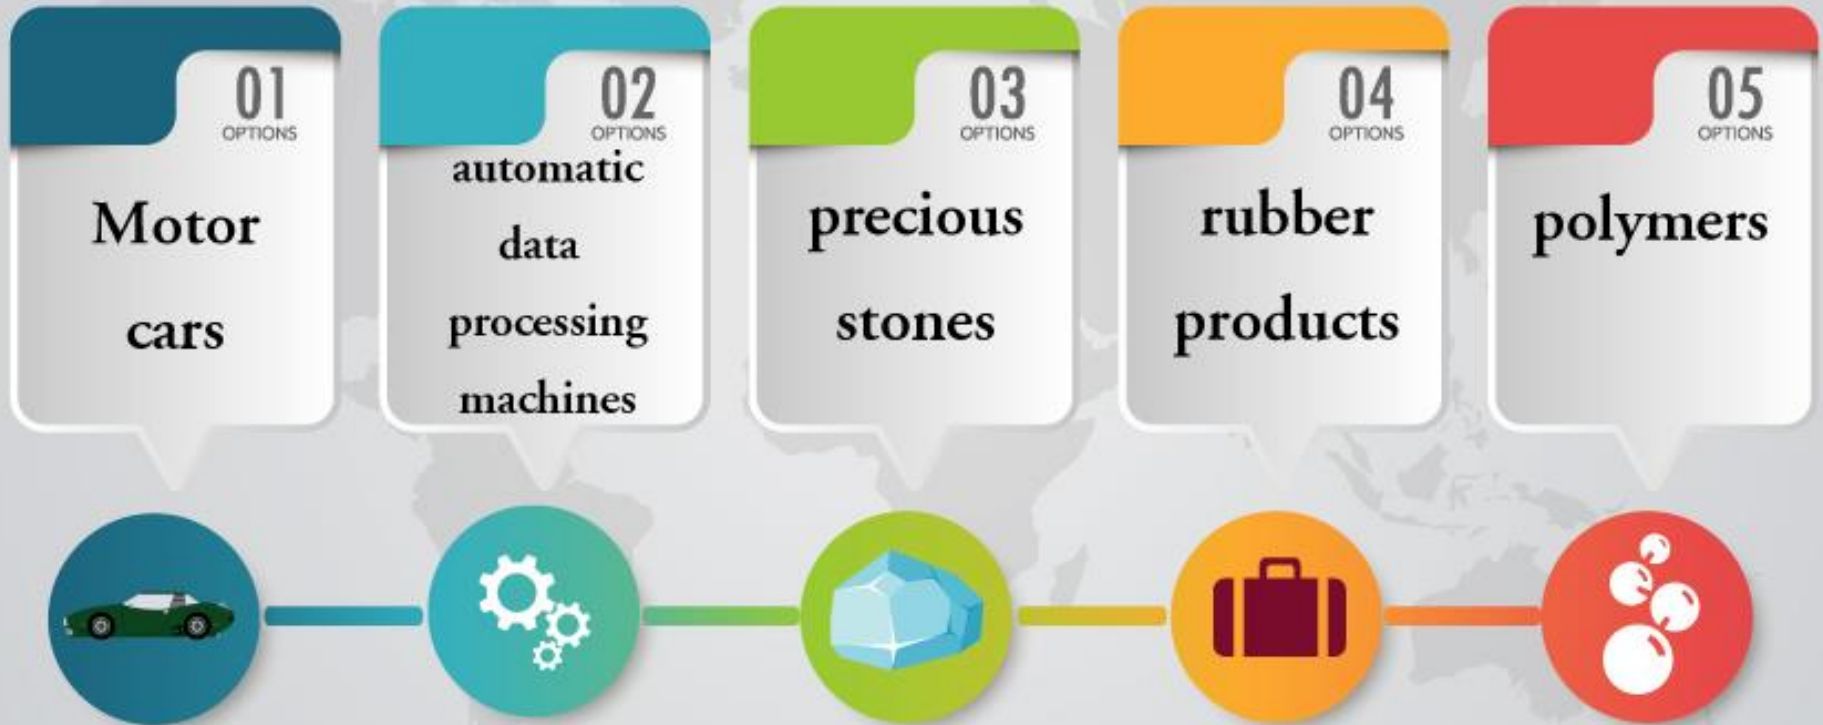 01
OPTIONS
Motor
cars
02
OPTIONS
automatic
data
processing
machines
03
OPTIONS
precious
stones
04
OPTIONS
rubber
products
05
OPTIONS
polymers